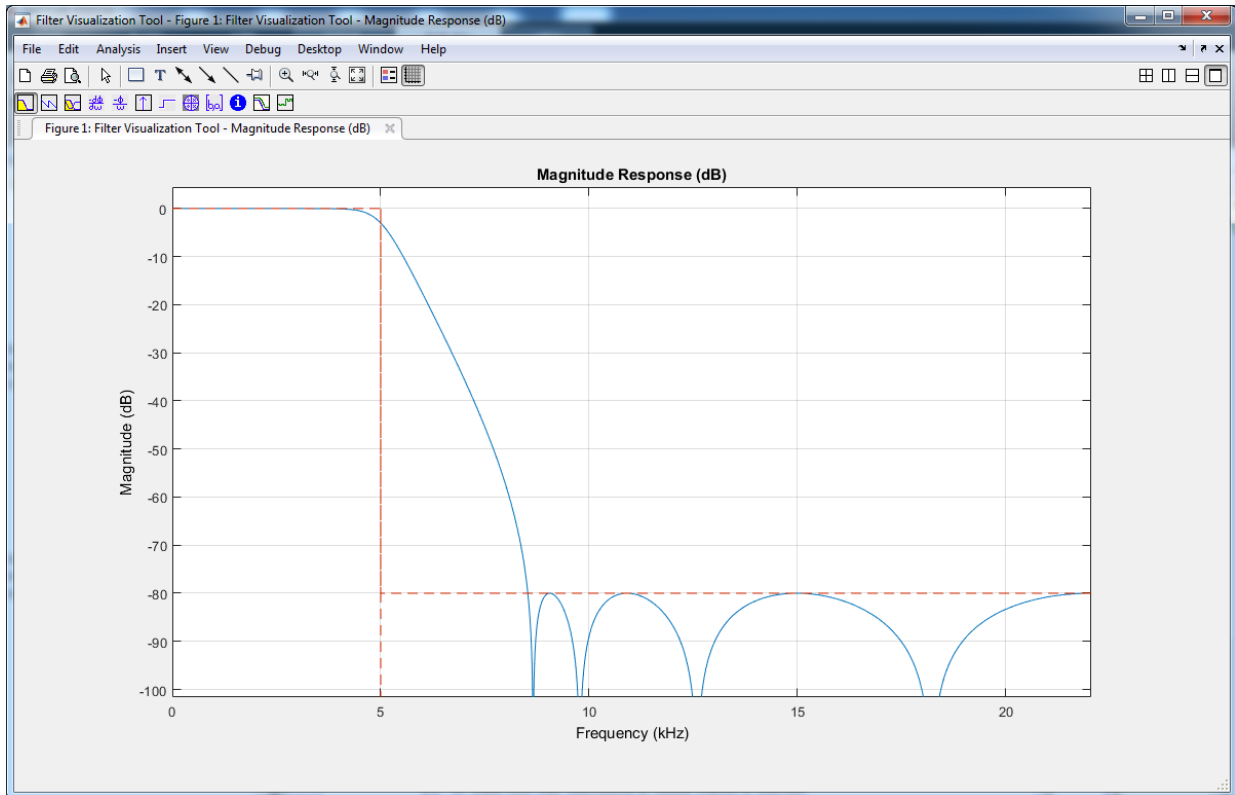 Filter Visualization Tool - Figure 1: Filter Visualization Tool - Magnitude Response (dB)
File Edit Analysis Insert View Debug Desktop Window Help
Figure 1: Filter Visualization Tool - Magnitude Response (dB)
Magnitude Response (dB)
0
-10
-20
-30
-40
-50
-60
-70
-80
-90
-100
Magnitude (dB)
0 5 10 15 20
Frequency (kHz)